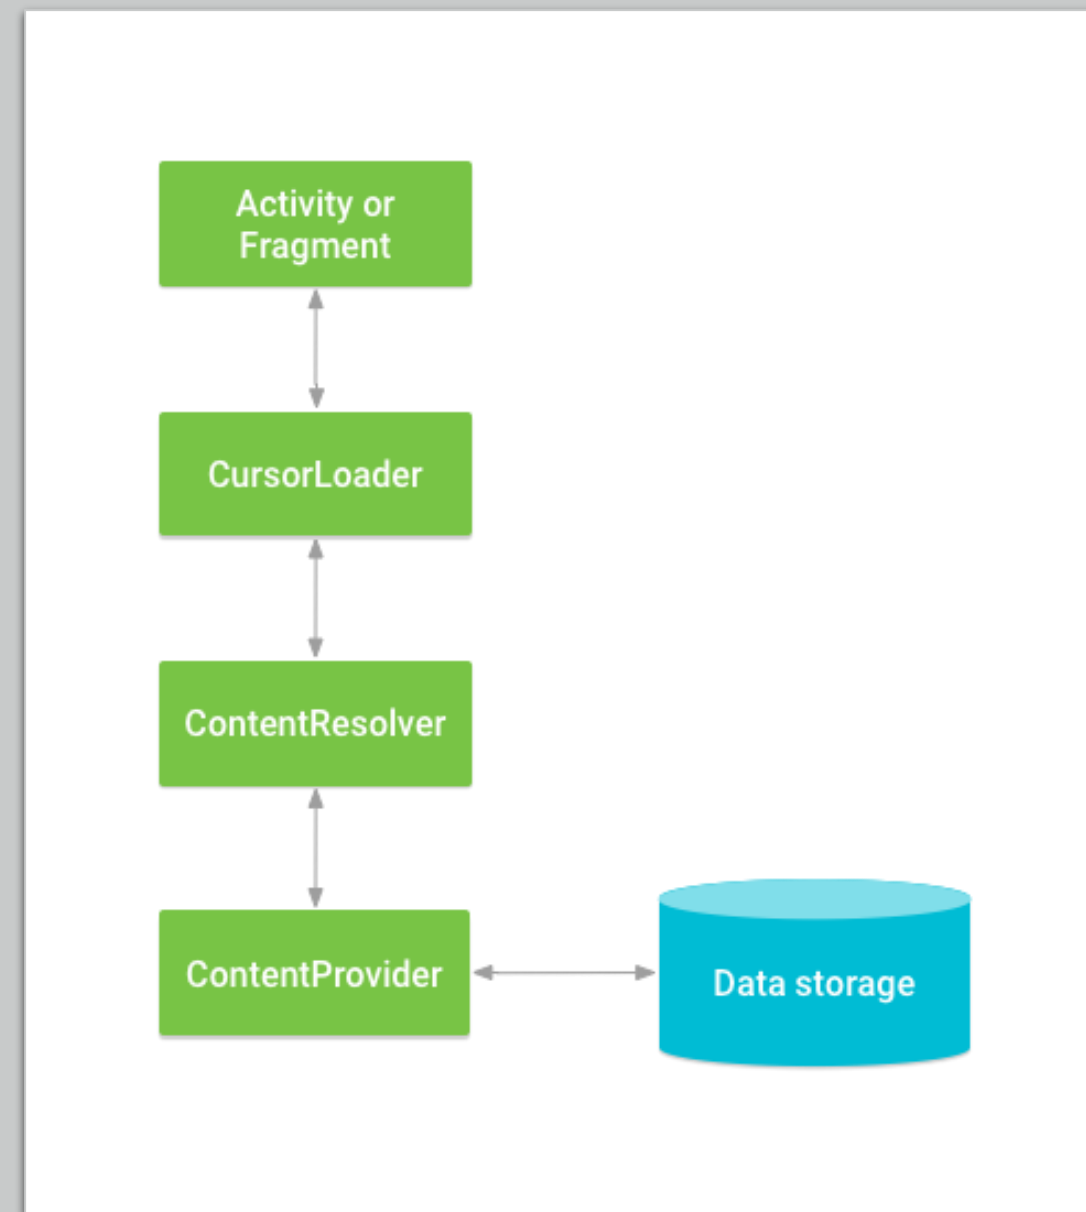 Activity or
Fragment
CursorLoader
ContentResolver
ContentProvider
Data storage